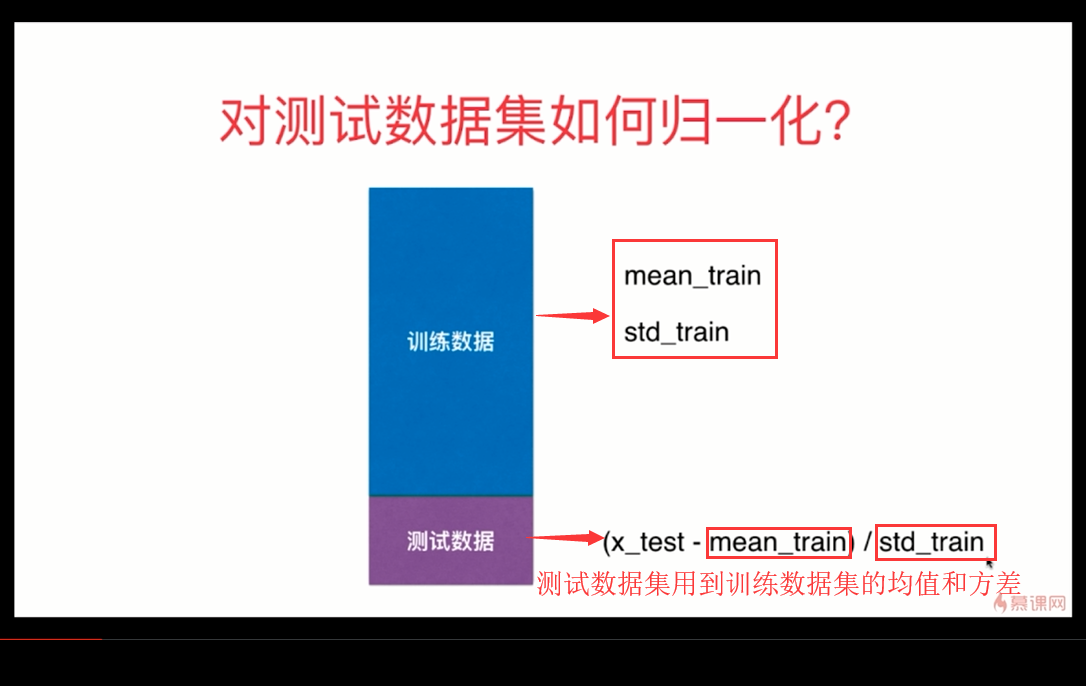 对测试数据集如何归一化?
训练数据
mean_train
std_train
测试数据
(x_test - mean_train) / std_train
测试数据集用到训练数据集的均值和方差
慕课网